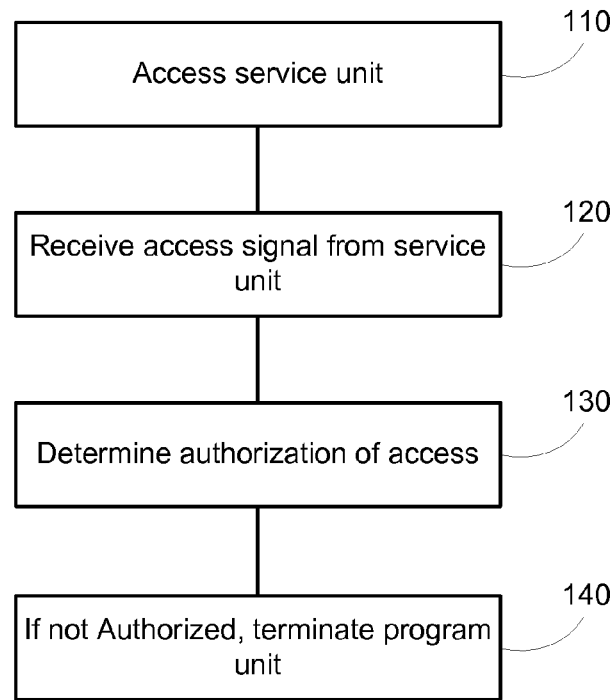 110
Access service unit
120
Receive access signal from service
unit
130
Determine authorization of access
140
If not Authorized, terminate program
unit